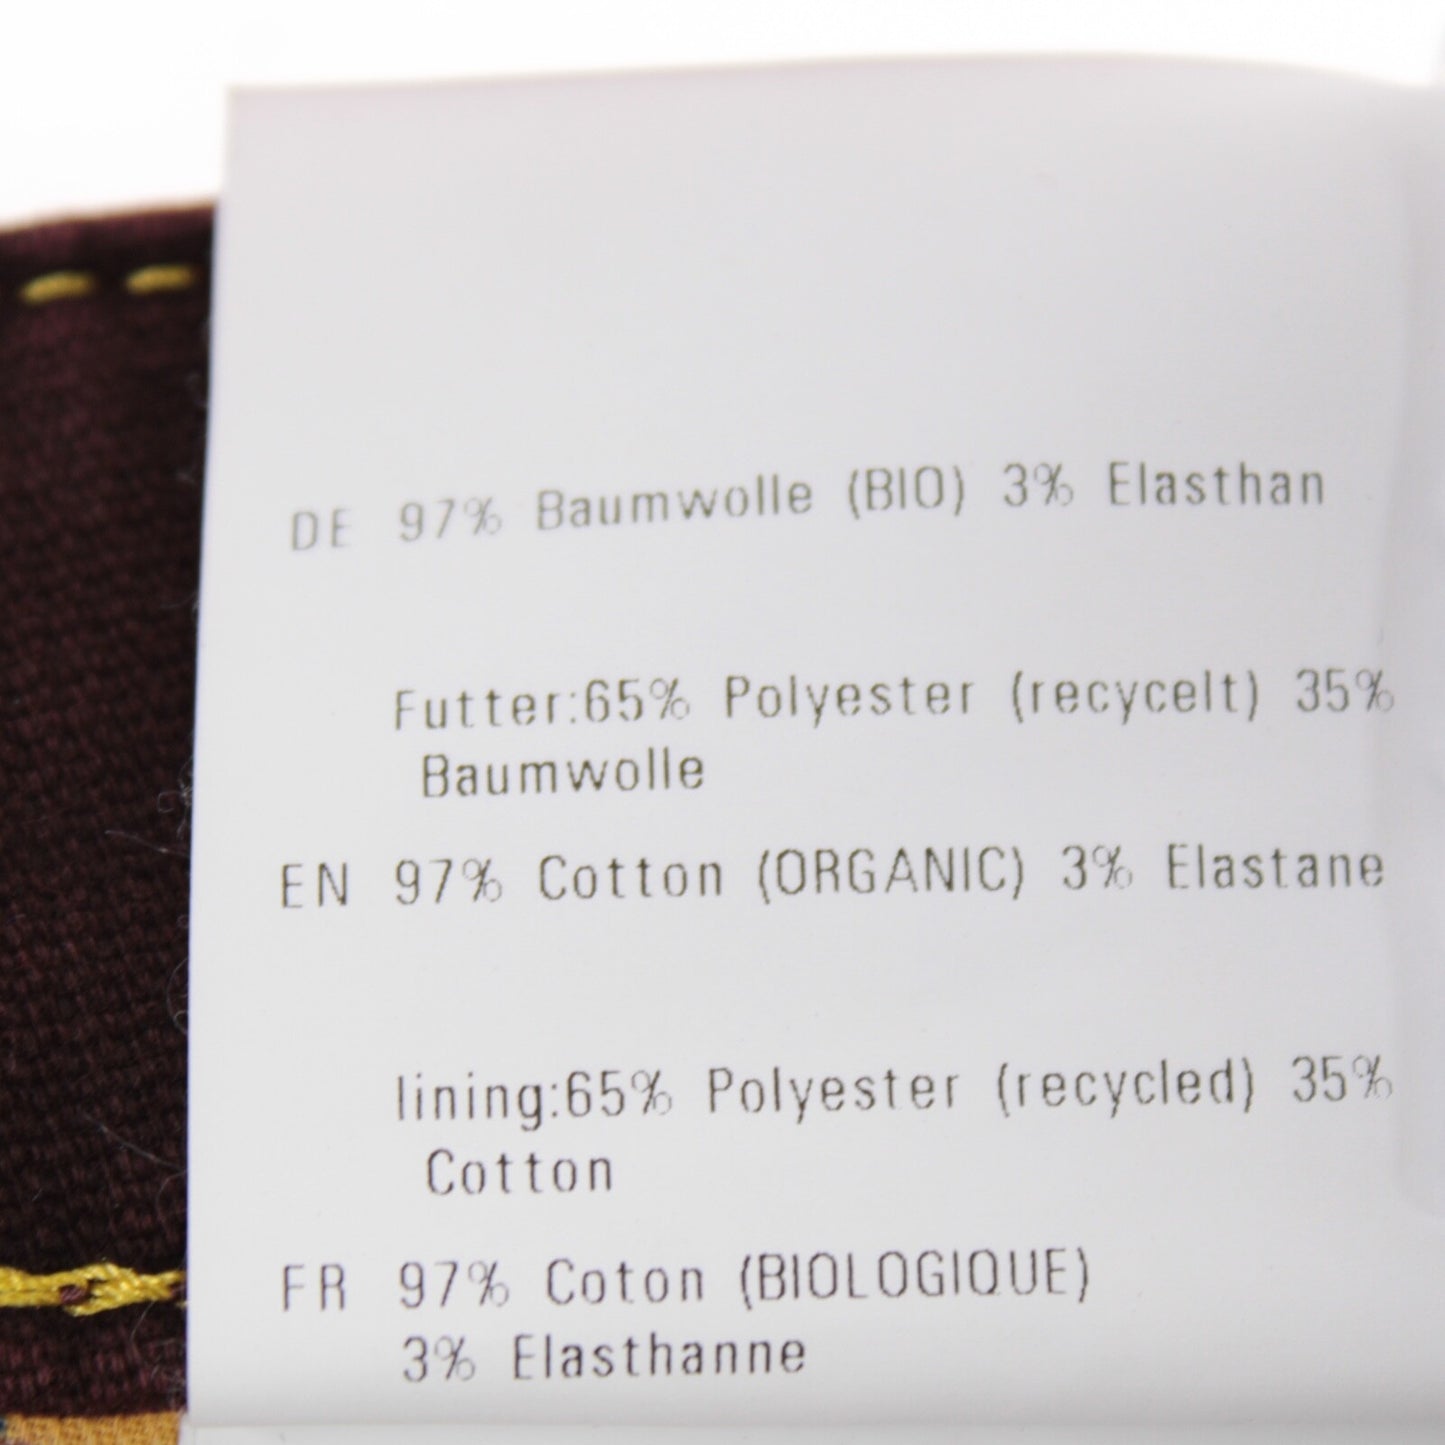 DE 97% Baumwolle (BIO) 3% Elasthan
Futter:65% Polyester (recycelt) 35%
Baumwolle
EN 97% Cotton (ORGANIC) 3% Elastane
lining:65% Polyester (recycled) 35%
Cotton
FR 97% Coton (BIOLOGIQUE)
3% Elasthanne